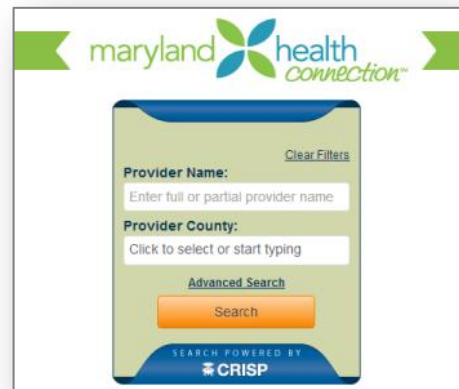 maryland health
connection™
Clear Filters
Provider Name:
Enter full or partial provider name
Provider County:
Click to select or start typing
Advanced Search
Search
SEARCH POWERED BY
CRISP